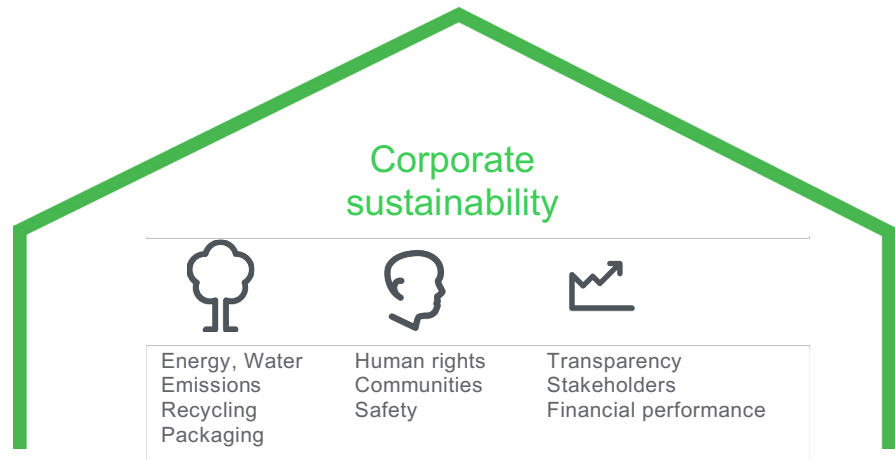 Corporate
sustainability
Energy, Water
Emissions
Recycling
Packaging
Human rights
Communities
Safety
Transparency
Stakeholders
Financial performance